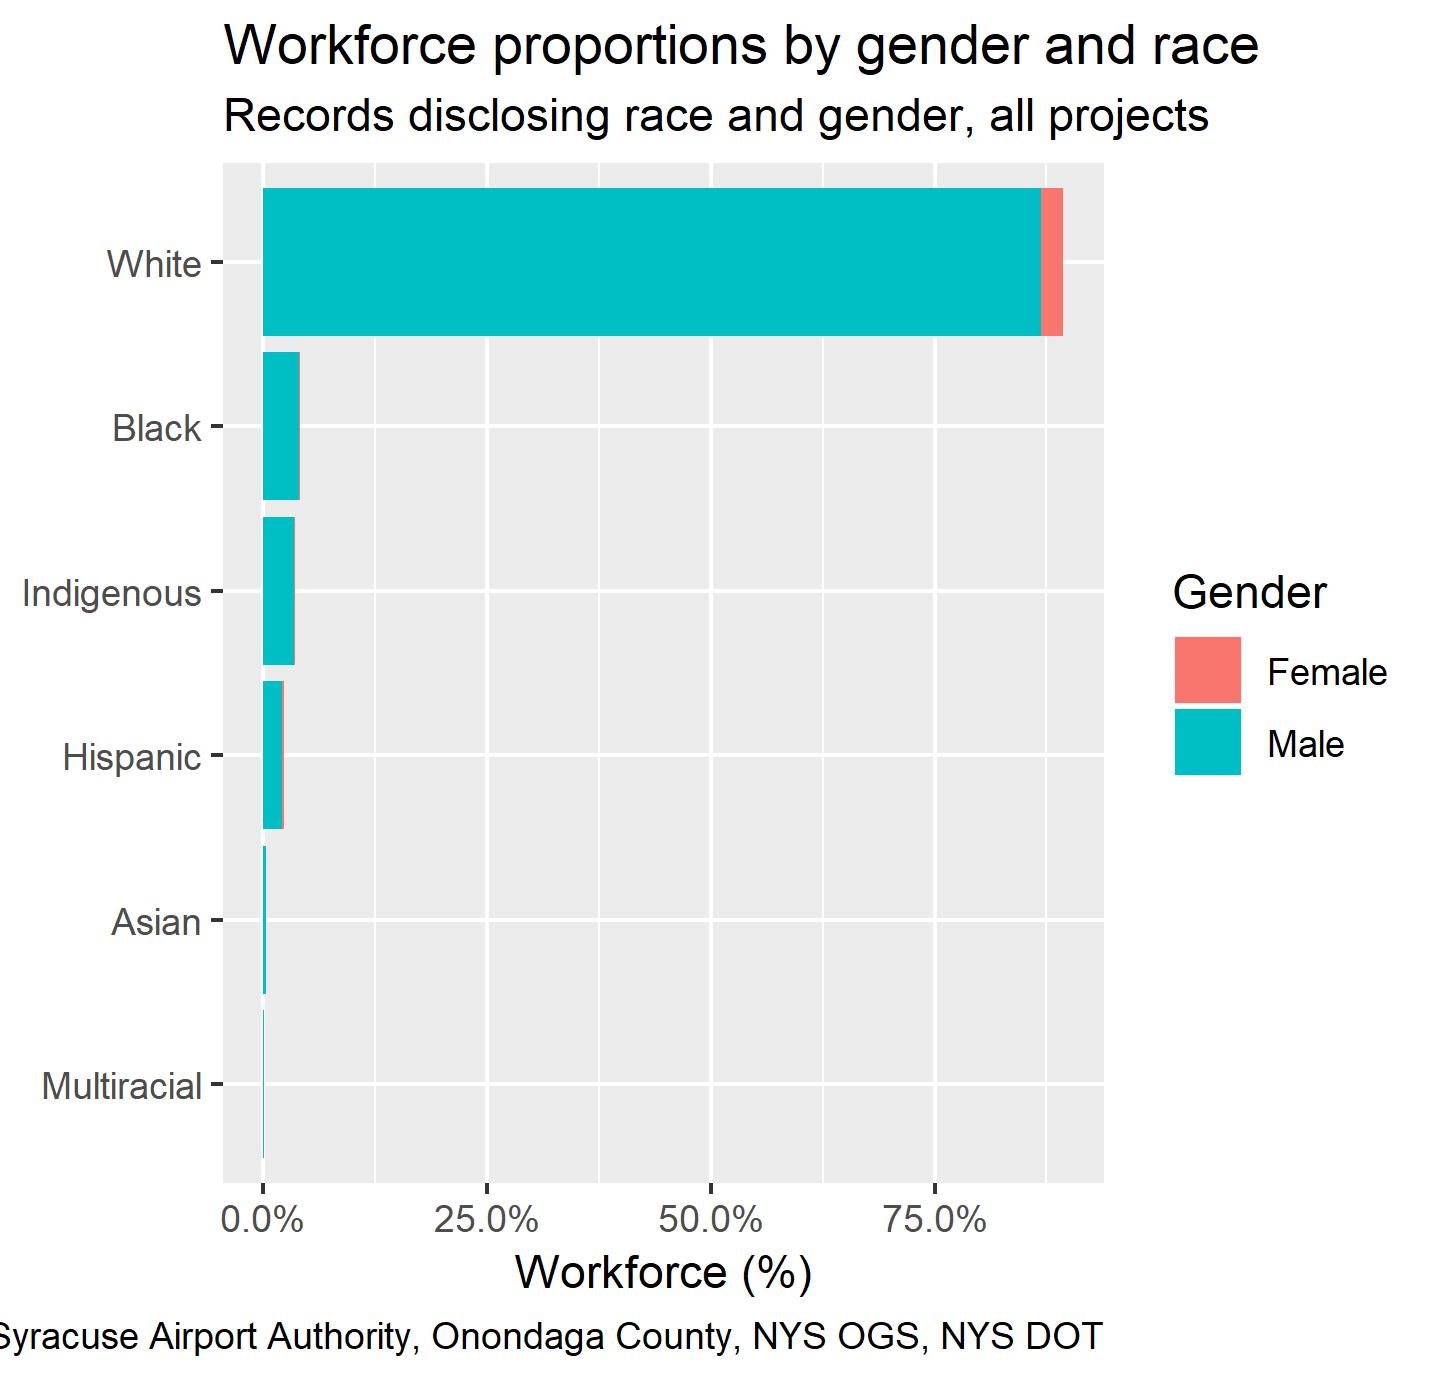 Workforce proportions by gender and race
Records disclosing race and gender, all projects
White
Black
Indigenous
Hispanic
Asian
Multiracial
0.0% 25.0% 50.0% 75.0%
Workforce (%)
Gender
Female
Male
Syracuse Airport Authority, Onondaga County, NYS OGS, NYS DOT